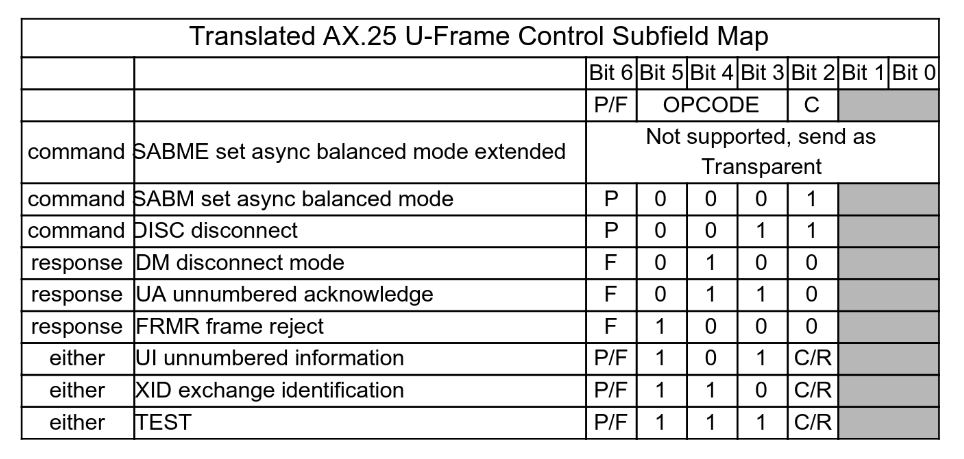 Translated AX.25 U-Frame Control Subfield Map
Bit 6 Bit 5 Bit 4 Bit 3 Bit 2 Bit 1 Bit 0
P/F OPCODE C
command SABME set async balanced mode extended Not supported, send as
Transparent
command SABM set async balanced mode P 0 0 0 1
command DISC disconnect P 0 0 1 1
response DM disconnect mode F 0 1 0 0
response UA unnumbered acknowledge F 0 1 1 0
response FRMR frame reject F 1 0 0 0
either UI unnumbered information P/F 1 0 1 C/R
either XID exchange identification P/F 1 1 0 C/R
either TEST P/F 1 1 1 C/R